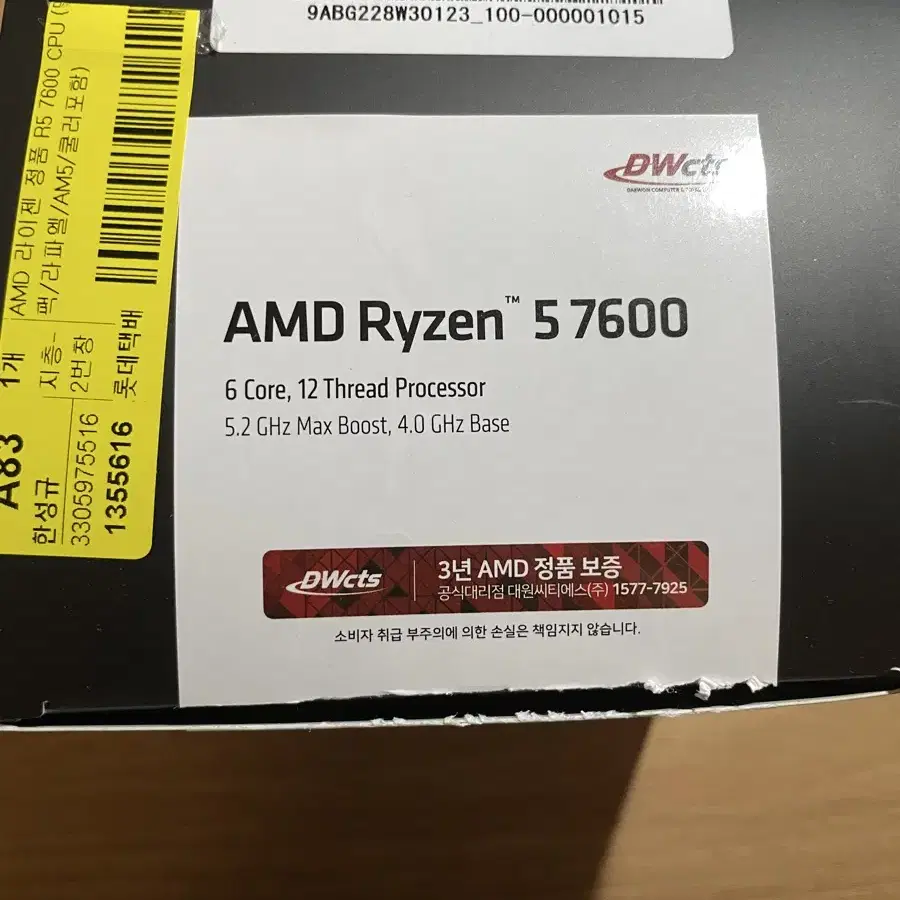 9ABG228W30123_100-000001015
AMD 라이젠 정품 R5 7600 CPU
팩/라파엘/AM5/쿨러포함)
1개
지층-
2번창
롯데택배
A83
한성규
3305975516
1355616
DWcts
AMD Ryzen™ 5 7600
6 Core, 12 Thread Processor
5.2 GHz Max Boost, 4.0 GHz Base
DWcts
3년 AMD 정품 보증
공식대리점 대원씨티에스(주) 1577-7925
소비자 취급 부주의에 의한 손실은 책임지지 않습니다.